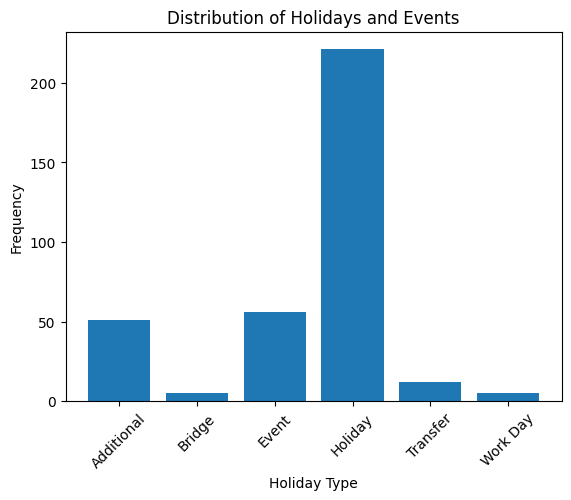 Distribution of Holidays and Events
Frequency
200
150
100
50
0
Additional
Bridge
Event
Holiday
Transfer
Work Day
Holiday Type